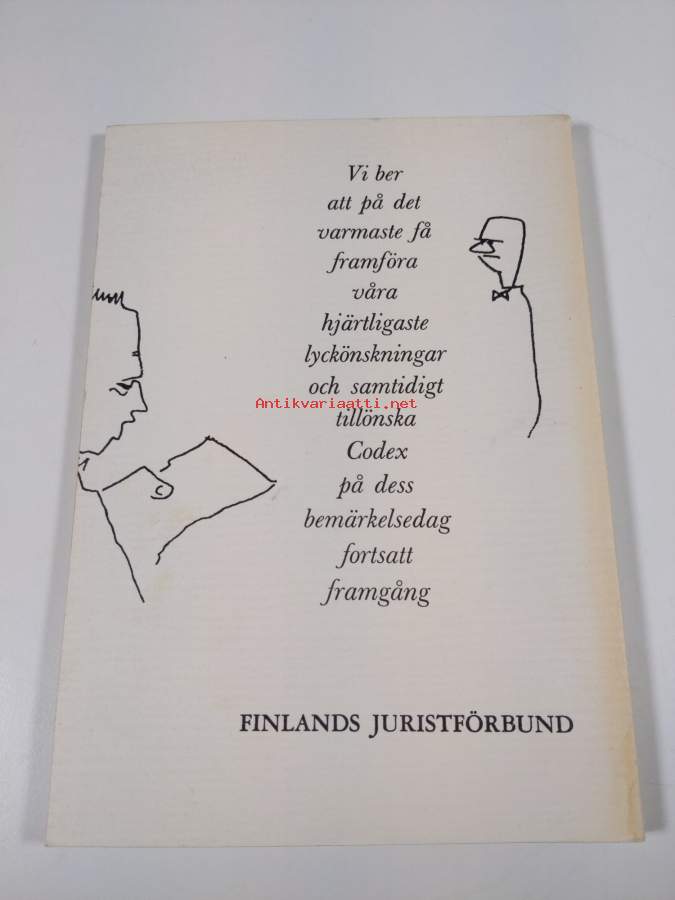 Vi ber
att på det
varmaste få
framföra
våra
hjärtligaste
lyckönskningar
och samtidigt
Antikvariaatti.net
tillönska
Codex
på dess
bemärkelsedag
fortsatt
framgång
FINLANDS JURISTFÖRBUND